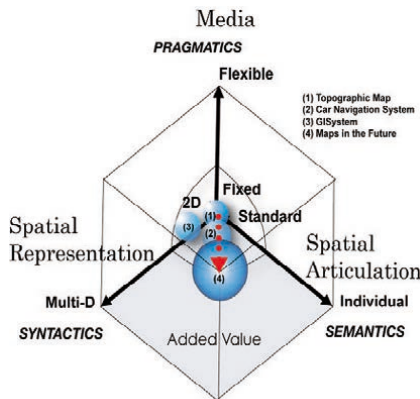 Media
PRAGMATICS
Flexible
(1) Topographic Map
(2) Car Navigation System
(3) GISystem
(4) Maps in the Future
2D
Fixed
(1)
Standard
(3)
(2)
Spatial
Representation
Spatial
Articulation
(4)
Multi-D
Individual
SYNTACTICS
Added Value
SEMANTICS